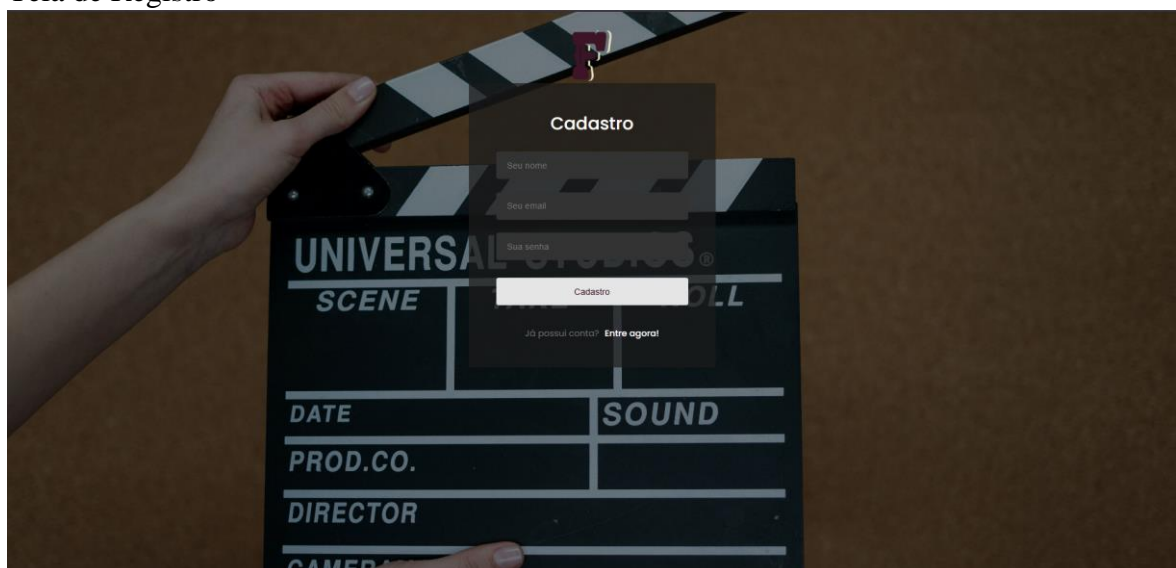 Tela de Registro
F
Cadastro
Seu nome
Seu email
Sua senha
Cadastro
Já possui conta? Entre agora!
UNIVERSAL STUDIOS®
SCENE TAKE ROLL
DATE SOUND
PROD.CO.
DIRECTOR